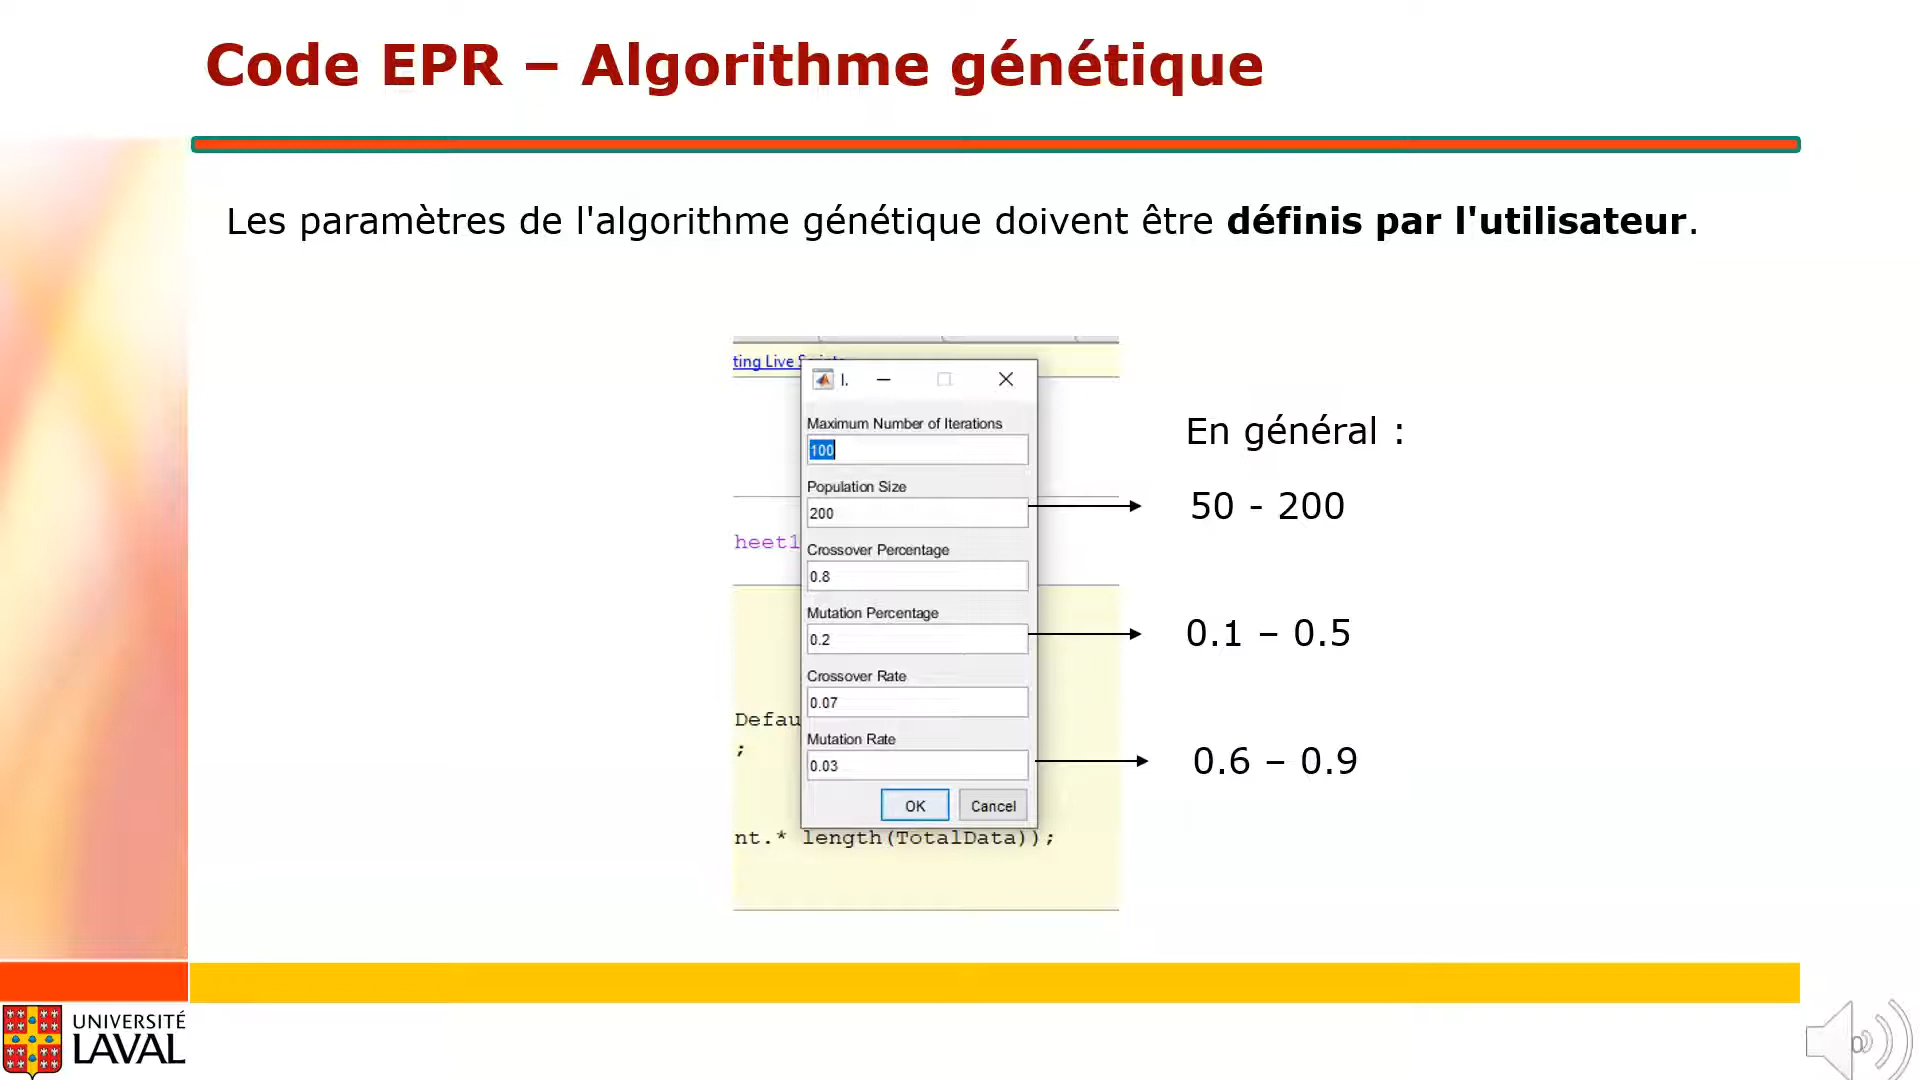 Code EPR – Algorithme génétique
Les paramètres de l'algorithme génétique doivent être définis par l'utilisateur.
ting Live
I.
Maximum Number of Iterations
100
Population Size
200
heet1
Crossover Percentage
0.8
Mutation Percentage
0.2
Crossover Rate
0.07
Defau
Mutation Rate
;
0.03
OK
Cancel
nt.* length(TotalData));
En général :
50 - 200
0.1 – 0.5
0.6 – 0.9
UNIVERSITÉ
LAVAL